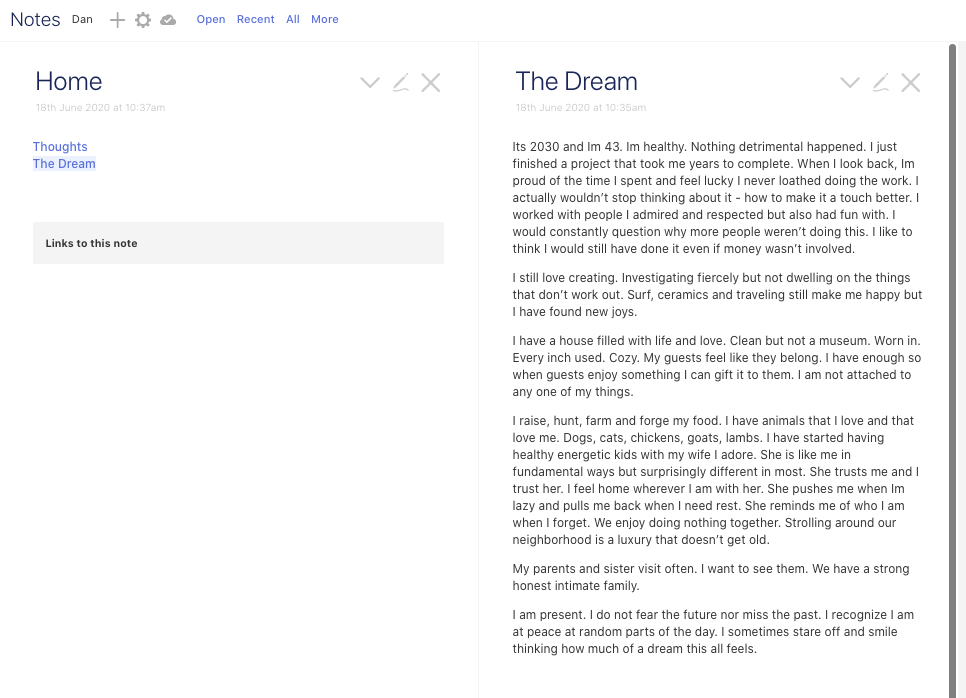 Notes Dan Open Recent All More
Home
18th June 2020 at 10:37am
Thoughts
The Dream
Links to this note
The Dream
18th June 2020 at 10:35am
Its 2030 and Im 43. Im healthy. Nothing detrimental happened. I just
finished a project that took me years to complete. When I look back, Im
proud of the time I spent and feel lucky I never loathed doing the work. I
actually wouldn’t stop thinking about it - how to make it a touch better. I
worked with people I admired and respected but also had fun with. I
would constantly question why more people weren’t doing this. I like to
think I would still have done it even if money wasn’t involved.
I still love creating. Investigating fiercely but not dwelling on the things
that don’t work out. Surf, ceramics and traveling still make me happy but
I have found new joys.
I have a house filled with life and love. Clean but not a museum. Worn in.
Every inch used. Cozy. My guests feel like they belong. I have enough so
when guests enjoy something I can gift it to them. I am not attached to
any one of my things.
I raise, hunt, farm and forge my food. I have animals that I love and that
love me. Dogs, cats, chickens, goats, lambs. I have started having
healthy energetic kids with my wife I adore. She is like me in
fundamental ways but surprisingly different in most. She trusts me and I
trust her. I feel home wherever I am with her. She pushes me when Im
lazy and pulls me back when I need rest. She reminds me of who I am
when I forget. We enjoy doing nothing together. Strolling around our
neighborhood is a luxury that doesn’t get old.
My parents and sister visit often. I want to see them. We have a strong
honest intimate family.
I am present. I do not fear the future nor miss the past. I recognize I am
at peace at random parts of the day. I sometimes stare off and smile
thinking how much of a dream this all feels.